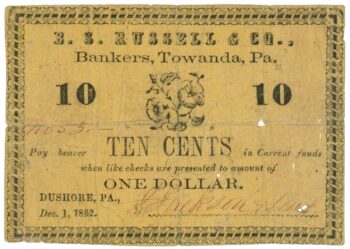 B. S. RUSSELL & CO.,
Bankers, Towanda, Pa.
10 10
TEN CENTS
Pay bearer in Current funds
when like checks are presented to amount of
ONE DOLLAR.
DUSHORE, PA.,
Dec. 1, 1862.